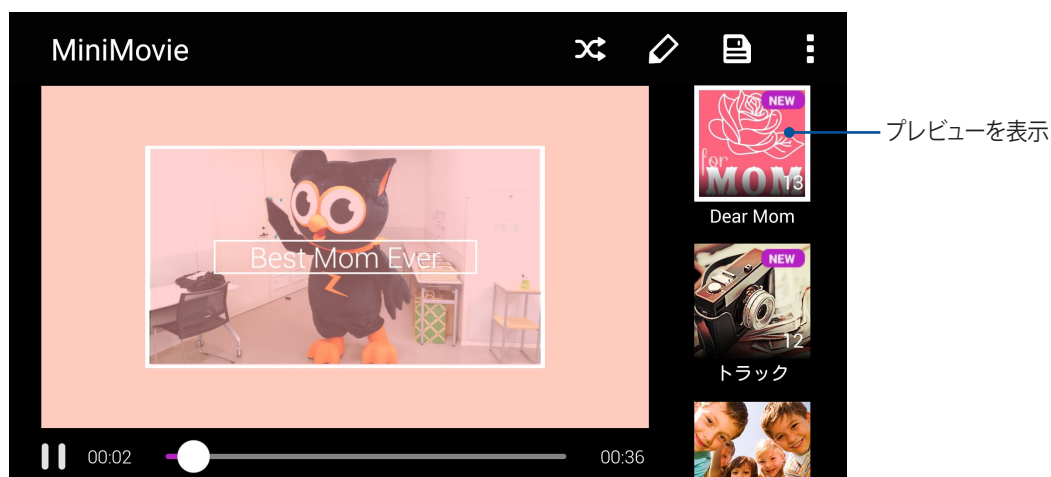 MiniMovie
NEW
for
MOM
13
プレビューを表示
Dear Mom
Best Mom Ever
NEW
12
トラック
00:02
00:36